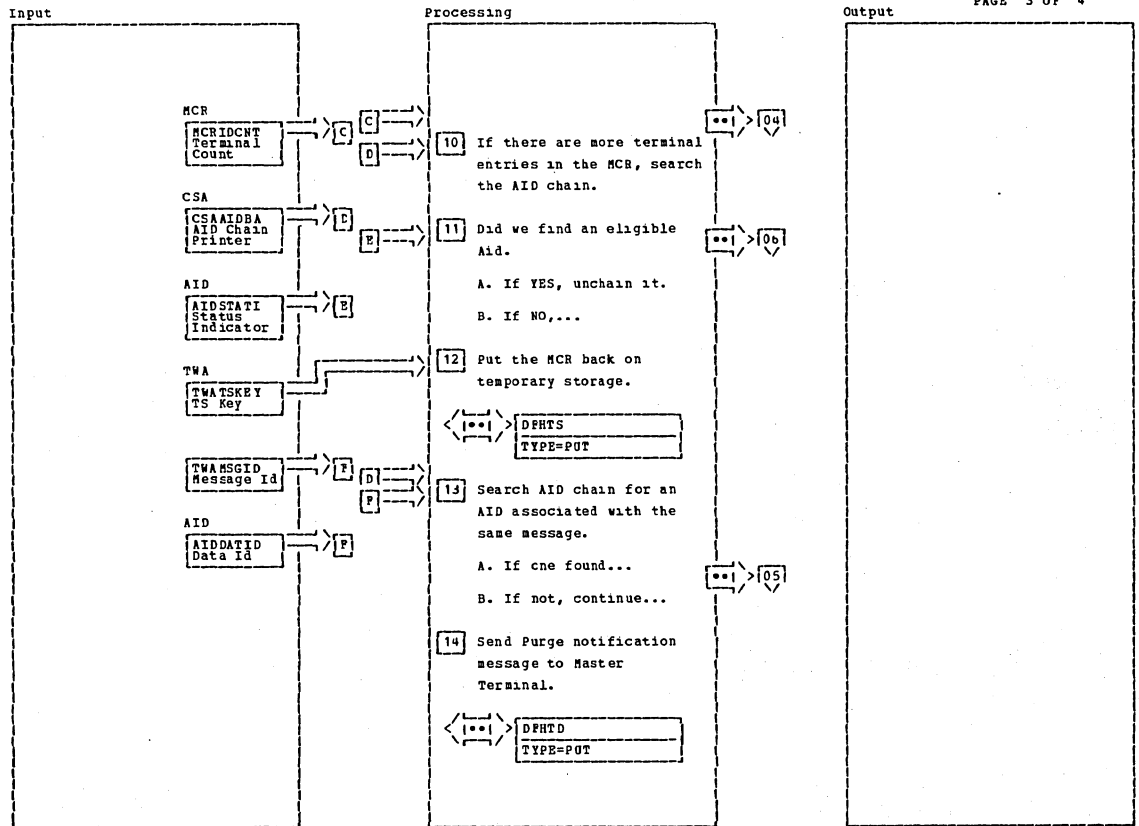 PAGE 3 OF 4
Input
Processing
Output
MCR
MCRIDCNT
Terminal
Count
C
C
D
10 If there are more terminal
entries in the MCR, search
the AID chain.
04
CSA
CSAAIDBA
AID Chain
Printer
D
E
11 Did we find an eligible
Aid.
A. If YES, unchain it.
B. If NO,...
06
AID
AIDSTATI
Status
Indicator
E
TWA
TWATSKEY
TS Key
12 Put the MCR back on
temporary storage.
DFHTS
TYPE=PUT
TWAMSGID
Message Id
F
D
F
13 Search AID chain for an
AID associated with the
same message.
A. If cne found...
B. If not, continue...
05
AID
AIDDATID
Data Id
F
14 Send Purge notification
message to Master
Terminal.
DFHTD
TYPE=PUT